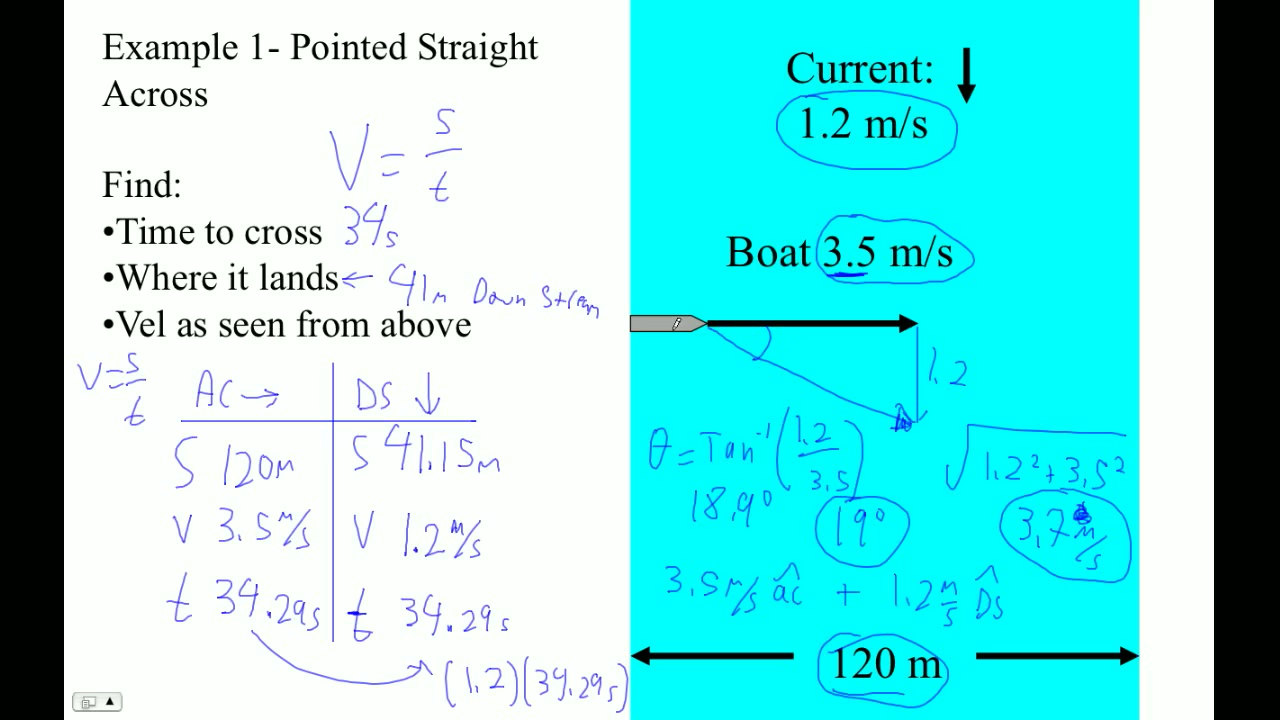 Example 1- Pointed Straight
Across
V = s/t
Find:
•Time to cross 34s
•Where it lands ← 41m Down Stream
•Vel as seen from above
V = s/t
AC → DS ↓
S 120m S 41.15m
V 3.5 m/s V 1.2 m/s
t 34.29s t 34.29s
(1.2)(34.29s)
Current: ↓
1.2 m/s
Boat 3.5 m/s
1.2
θ = Tan⁻¹(1.2/3.5) √1.2² + 3.5²
18.9° 19° 3.7 m/s
3.5 m/s âc + 1.2 m/s D̂s
120 m